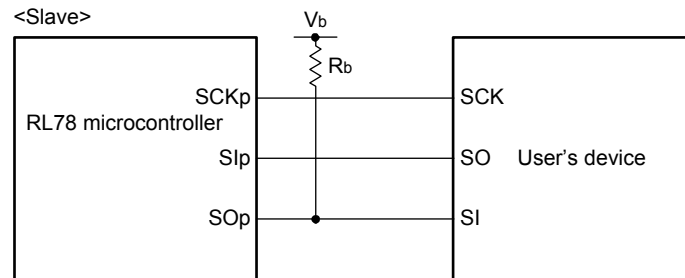 <Slave>
Vb
Rb
SCKp
SCK
RL78 microcontroller
SIp
SO
User's device
SOp
SI